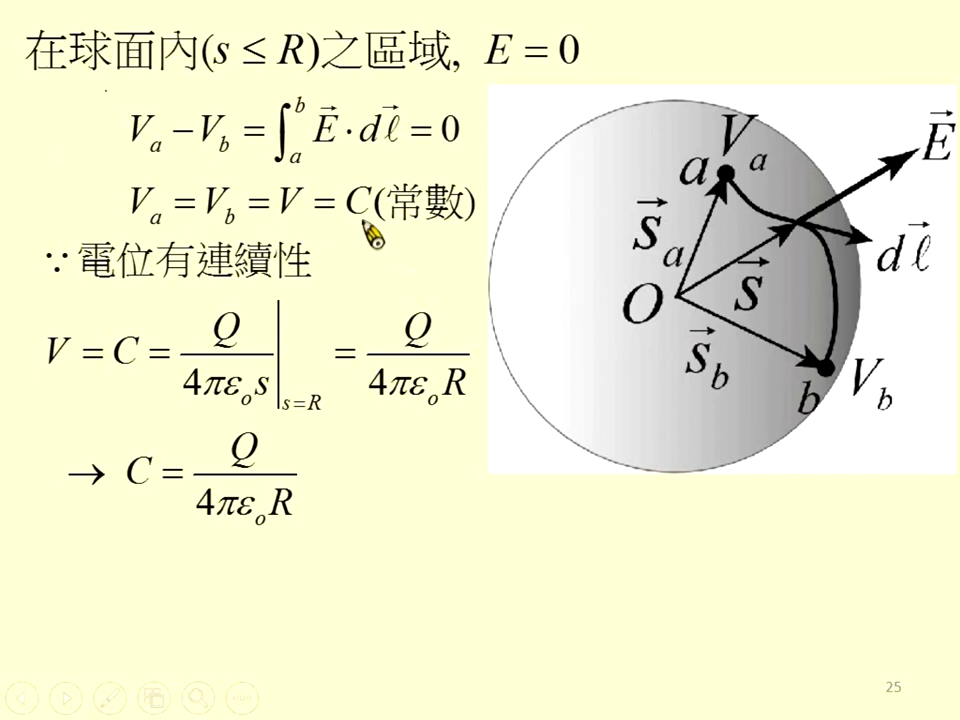 在球面內(s ≤ R)之區域, E = 0
V_a − V_b = ∫_a^b E⃗ · dℓ⃗ = 0
V_a = V_b = V = C(常數)
∵電位有連續性
V = C = Q / 4πε_o s |_{s=R} = Q / 4πε_o R
→ C = Q / 4πε_o R
V_a
a
E⃗
s⃗_a
dℓ⃗
O
s⃗
s⃗_b
b
V_b
25